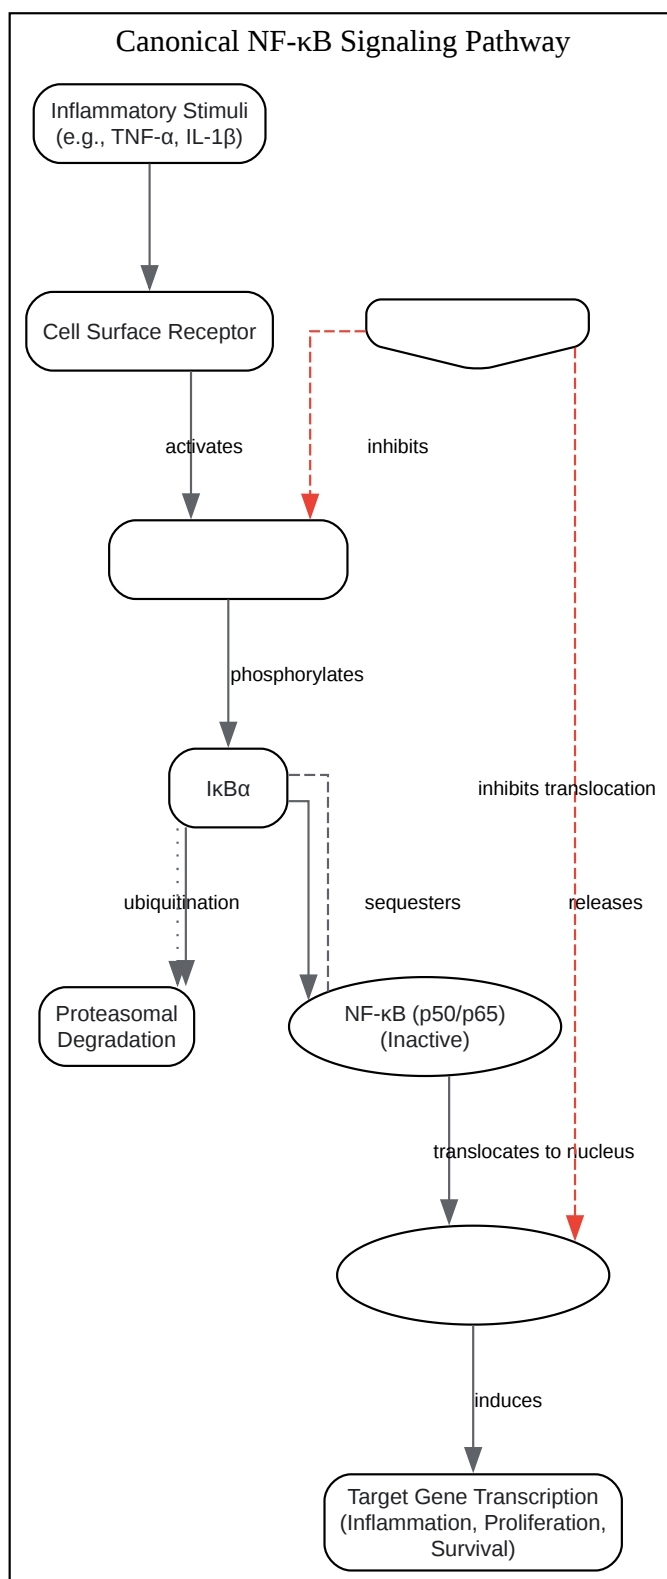 Canonical NF-κB Signaling Pathway
Inflammatory Stimuli
(e.g., TNF-α, IL-1β)
Cell Surface Receptor
activates
inhibits
phosphorylates
IκBα
inhibits translocation
ubiquitination
sequesters
releases
Proteasomal
Degradation
NF-κB (p50/p65)
(Inactive)
translocates to nucleus
induces
Target Gene Transcription
(Inflammation, Proliferation,
Survival)